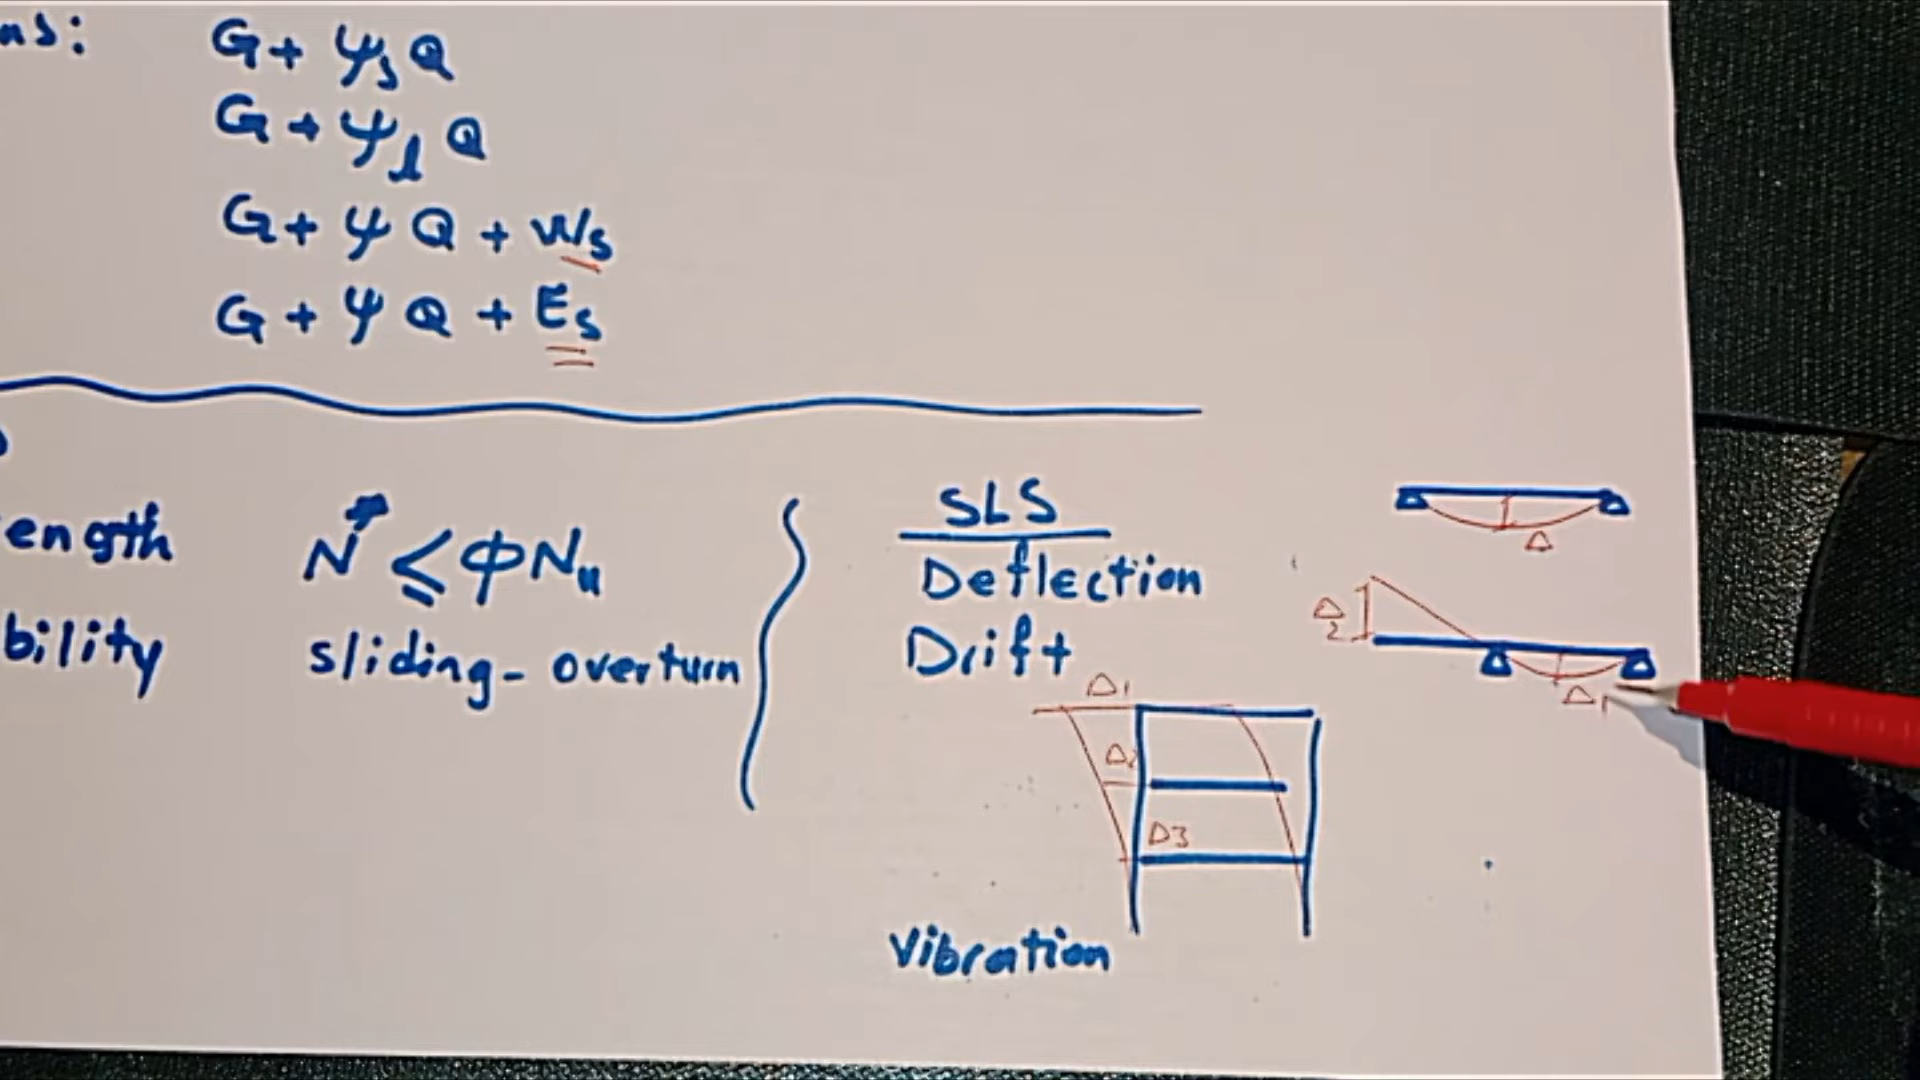 ns: G + ψs Q
G + ψl Q
G + ψ Q + Ws
G + ψ Q + Es
ength N* ≤ ϕNu
bility sliding - overturn
SLS
Deflection
Drift
Δ1
Δ2
Δ3
Vibration
Δ
Δ2
Δ1